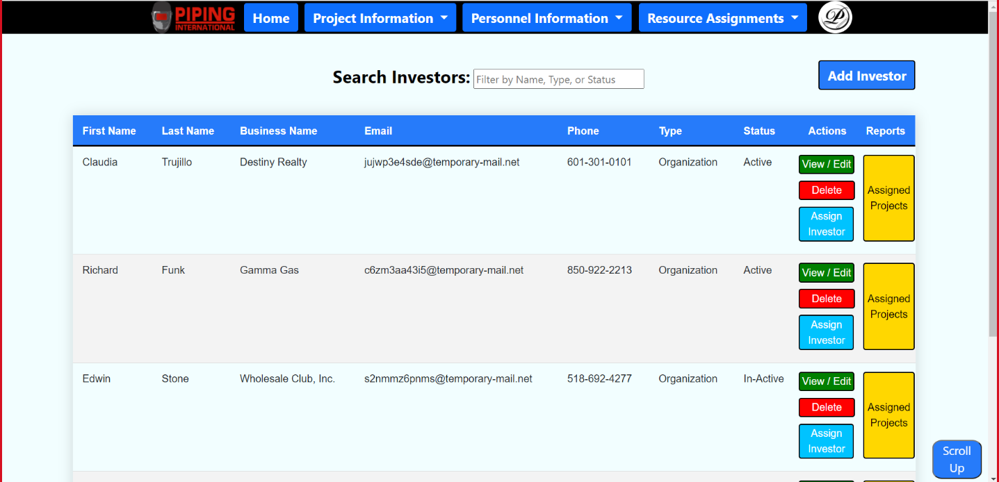 PIPING
INTERNATIONAL
Home
Project Information
Personnel Information
Resource Assignments
P
Search Investors: Filter by Name, Type, or Status
Add Investor
First Name Last Name Business Name Email Phone Type Status Actions Reports
Claudia Trujillo Destiny Realty jujwp3e4sde@temporary-mail.net 601-301-0101 Organization Active
View / Edit
Delete
Assign
Investor
Assigned
Projects
Richard Funk Gamma Gas c6zm3aa43i5@temporary-mail.net 850-922-2213 Organization Active
View / Edit
Delete
Assign
Investor
Assigned
Projects
Edwin Stone Wholesale Club, Inc. s2nmmz6pnms@temporary-mail.net 518-692-4277 Organization In-Active
View / Edit
Delete
Assign
Investor
Assigned
Projects
Scroll
Up